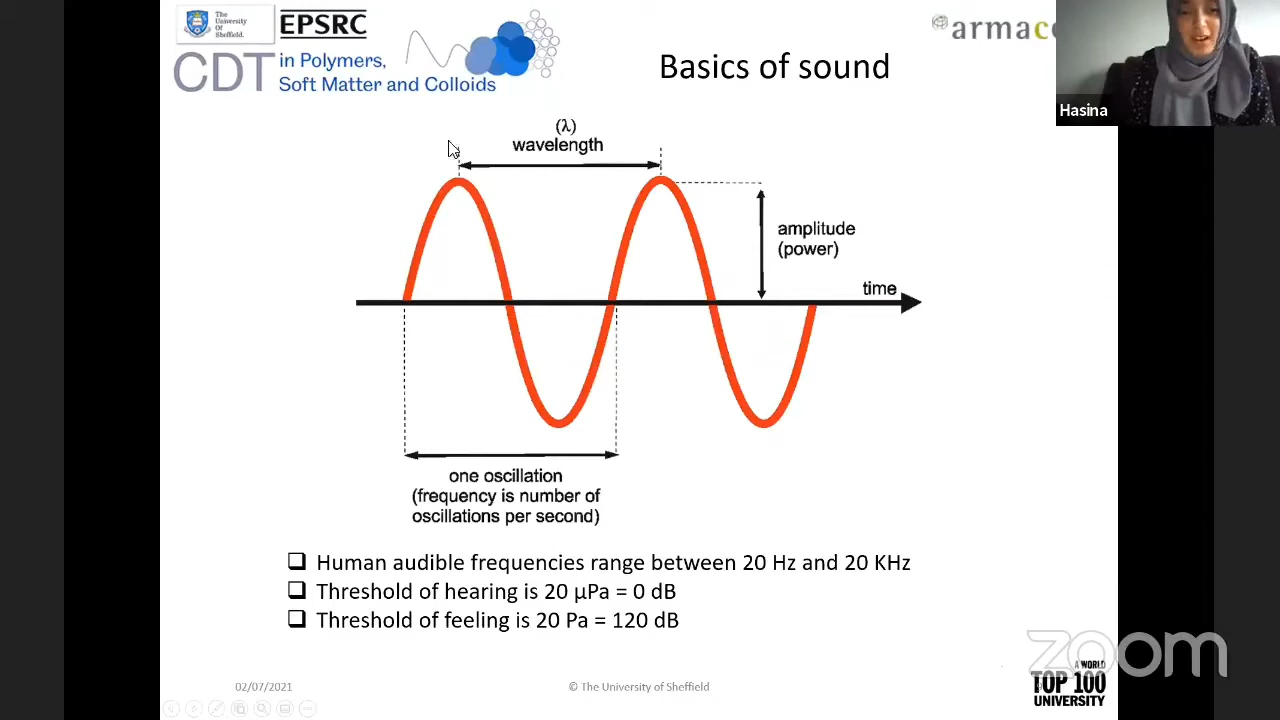 The
University
Of
Sheffield.
EPSRC
CDT in Polymers,
Soft Matter and Colloids
Basics of sound
armac
Hasina
(λ)
wavelength
amplitude
(power)
time
one oscillation
(frequency is number of
oscillations per second)
Human audible frequencies range between 20 Hz and 20 KHz
Threshold of hearing is 20 µPa = 0 dB
Threshold of feeling is 20 Pa = 120 dB
zoom
A WORLD
TOP 100
UNIVERSITY
02/07/2021
© The University of Sheffield